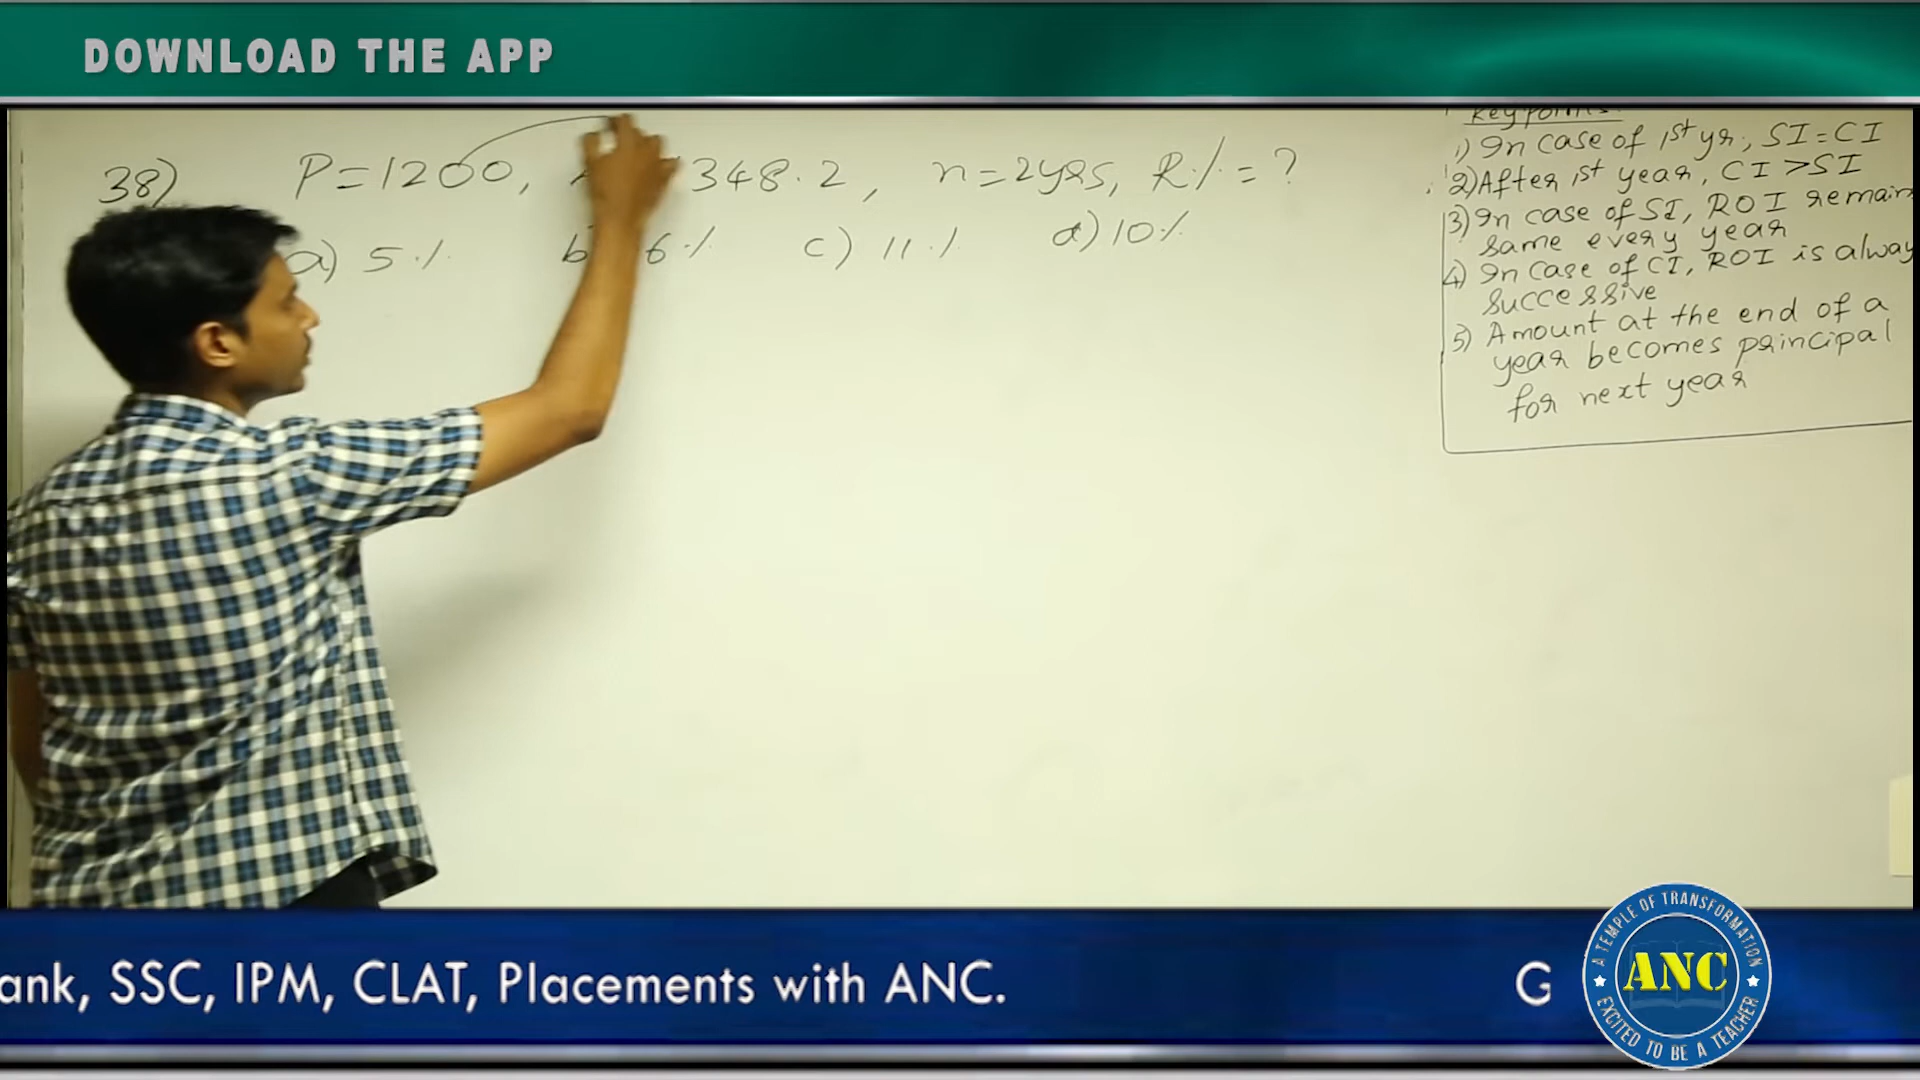 DOWNLOAD THE APP
38) P=1200, 348.2, n=2yrs, R%=?
a) 5% b 6% c) 11% d) 10%
Key points:
1) In case of 1st yr, SI=CI
2) After 1st year, CI>SI
3) In case of SI, ROI remain
same every year
4) In case of CI, ROI is alway
successive
5) Amount at the end of a
year becomes principal
for next year
ank, SSC, IPM, CLAT, Placements with ANC.
G
A TEMPLE OF TRANSFORMATION
ANC
EXCITED TO BE A TEACHER